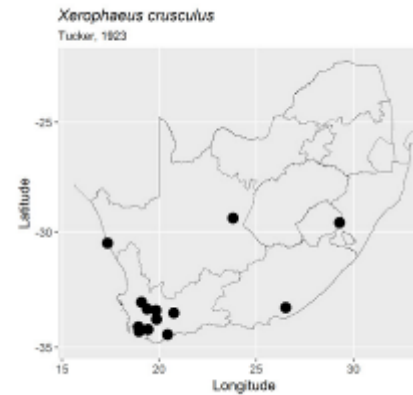 Xerophaeus crusculus
Tucker, 1923
-25
-30
-35
Latitude
15 20 25 30
Longitude